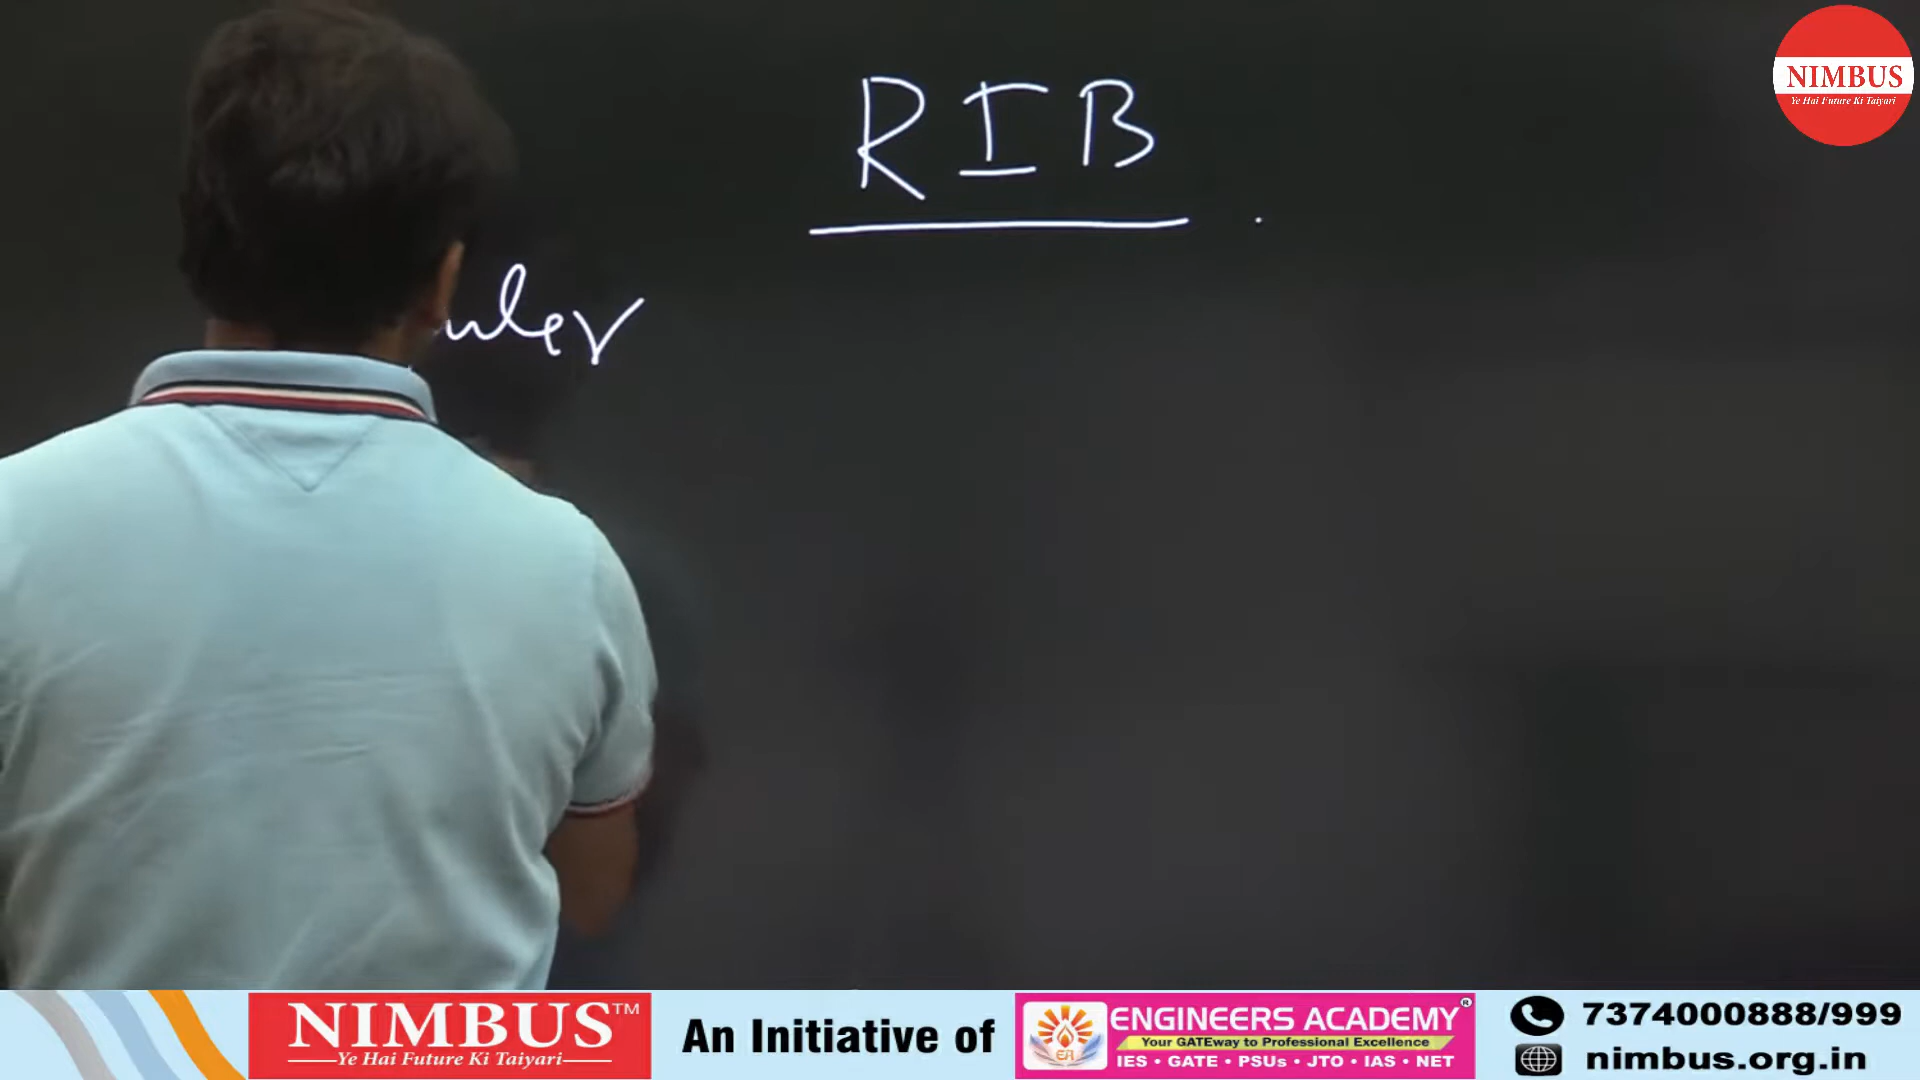 RIB
NIMBUS
Ye Hai Future Ki Taiyari
NIMBUS™
Ye Hai Future Ki Taiyari
An Initiative of
ENGINEERS ACADEMY®
Your GATEway to Professional Excellence
EA
IES • GATE • PSUs • JTO • IAS • NET
7374000888/999
nimbus.org.in